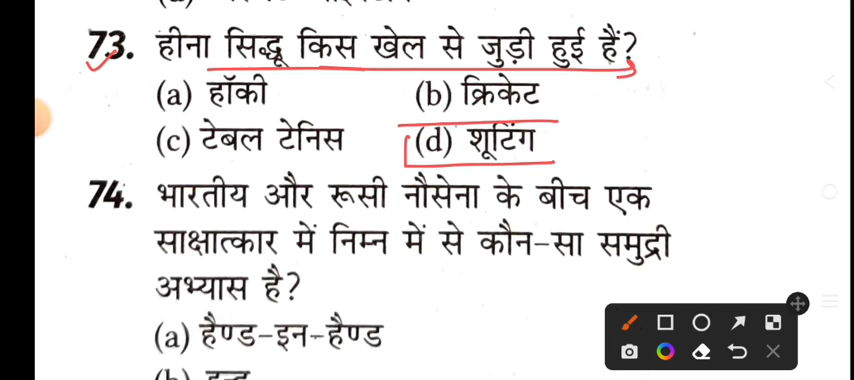 73. हीना सिद्धू किस खेल से जुड़ी हुई हैं?
(a) हॉकी (b) क्रिकेट
(c) टेबल टेनिस (d) शूटिंग
74. भारतीय और रूसी नौसेना के बीच एक
साक्षात्कार में निम्न में से कौन-सा समुद्री
अभ्यास है?
(a) हैण्ड-इन-हैण्ड